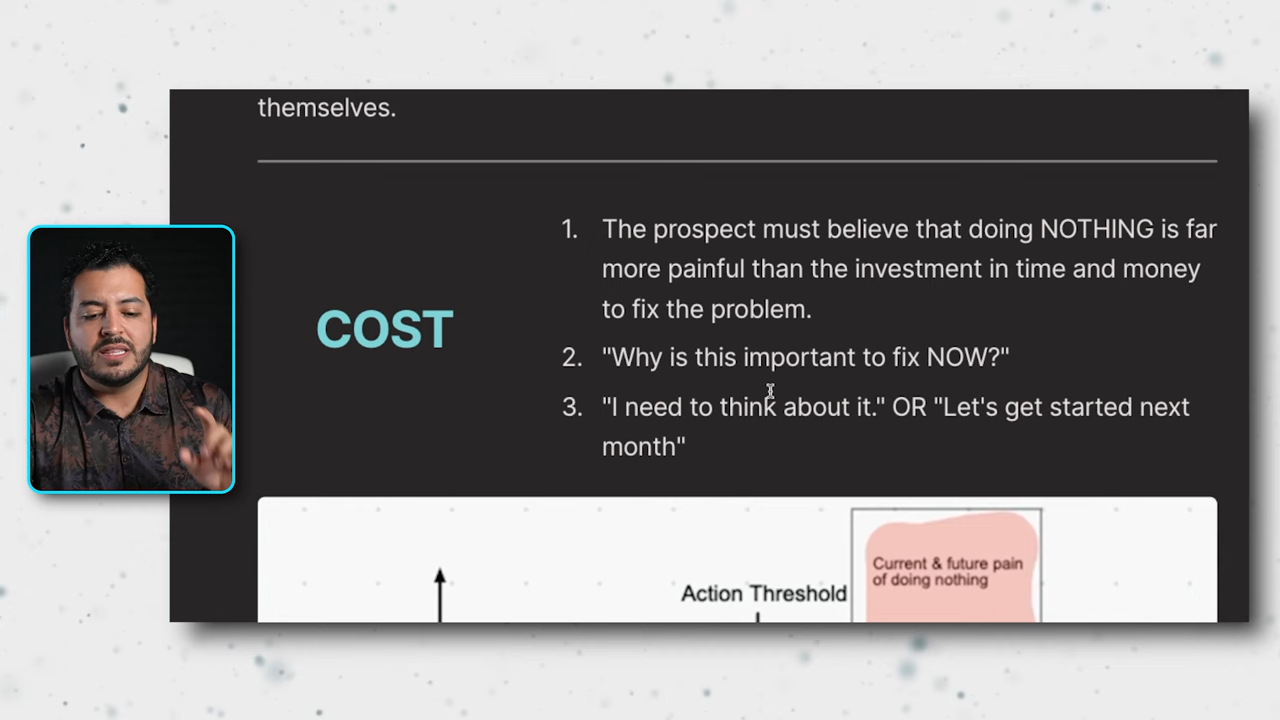 themselves.
COST
1. The prospect must believe that doing NOTHING is far
more painful than the investment in time and money
to fix the problem.
2. "Why is this important to fix NOW?"
3. "I need to think about it." OR "Let's get started next
month"
Action Threshold
Current & future pain
of doing nothing